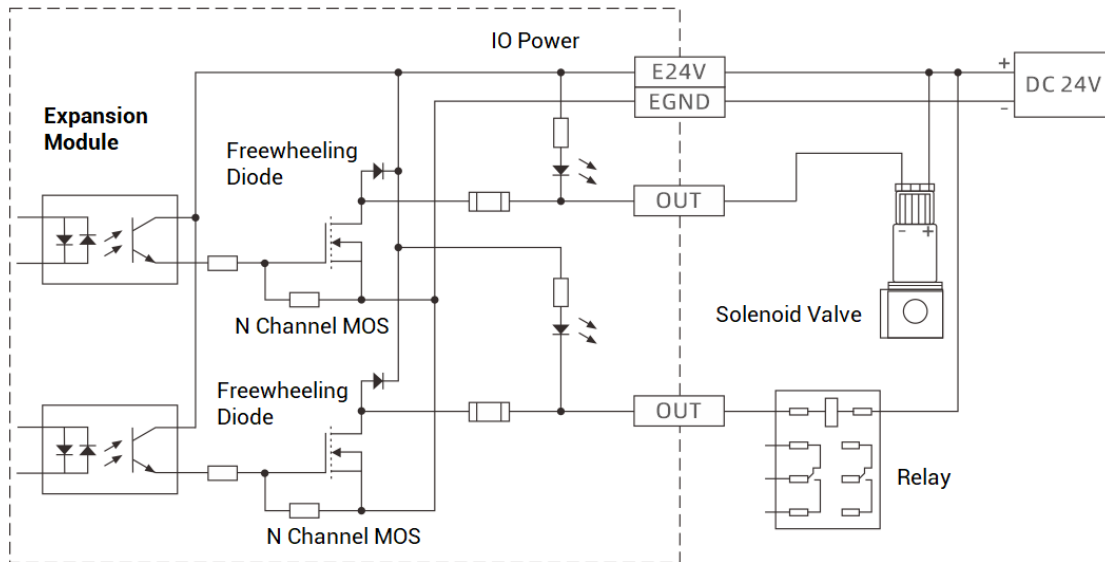 IO Power
E24V
+
DC 24V
EGND
-
Expansion
Module
Freewheeling
Diode
OUT
- +
N Channel MOS
Solenoid Valve
Freewheeling
Diode
OUT
Relay
N Channel MOS